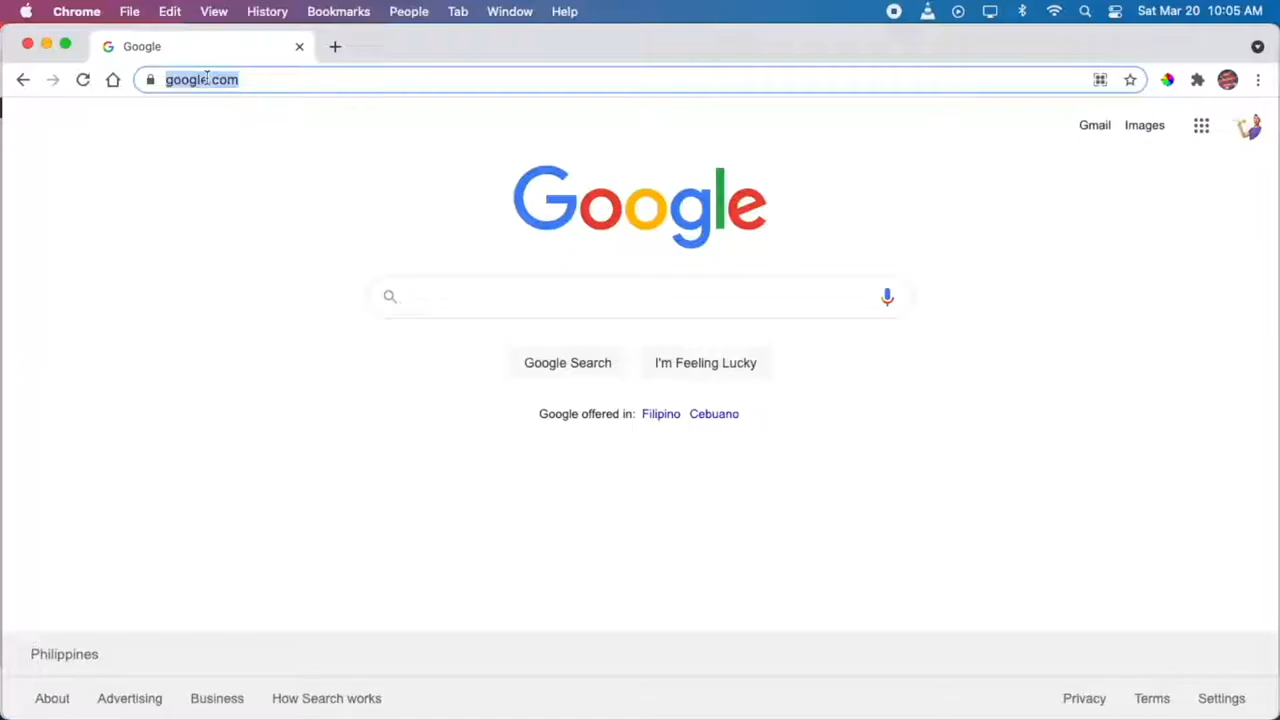 Chrome File Edit View History Bookmarks People Tab Window Help Sat Mar 20 10:05 AM
Google
google.com
Gmail Images
Google
Google Search I'm Feeling Lucky
Google offered in: Filipino Cebuano
Philippines
About Advertising Business How Search works Privacy Terms Settings